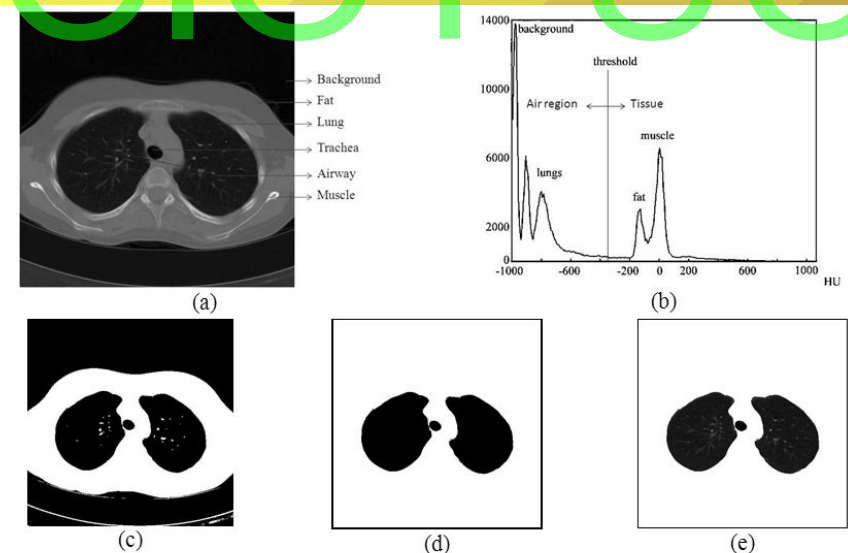 Background
Fat
Lung
Trachea
Airway
Muscle
(a)
14000
10000
6000
2000
0
background
threshold
Air region
Tissue
muscle
lungs
fat
-1000
-600
-200
0
200
600
1000
HU
(b)
(c)
(d)
(e)